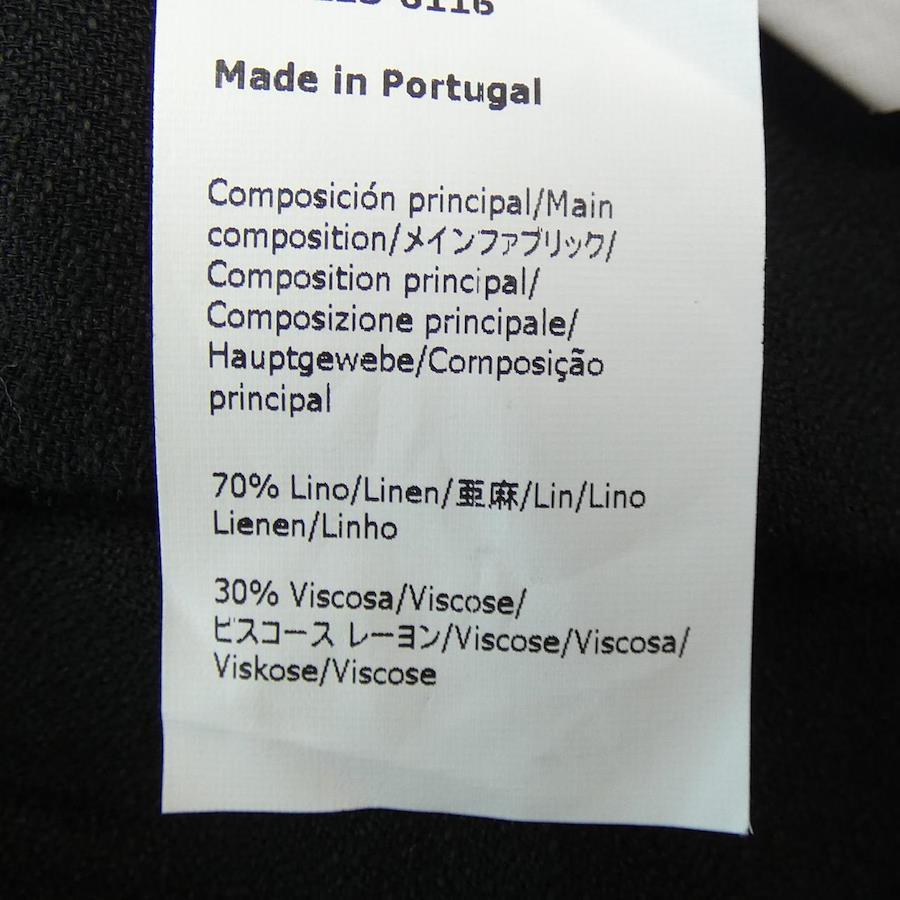 6116
Made in Portugal
Composición principal/Main
composition/メインファブリック/
Composition principal/
Composizione principale/
Hauptgewebe/Composição
principal
70% Lino/Linen/亜麻/Lin/Lino
Lienen/Linho
30% Viscosa/Viscose/
ビスコース レーヨン/Viscose/Viscosa/
Viskose/Viscose